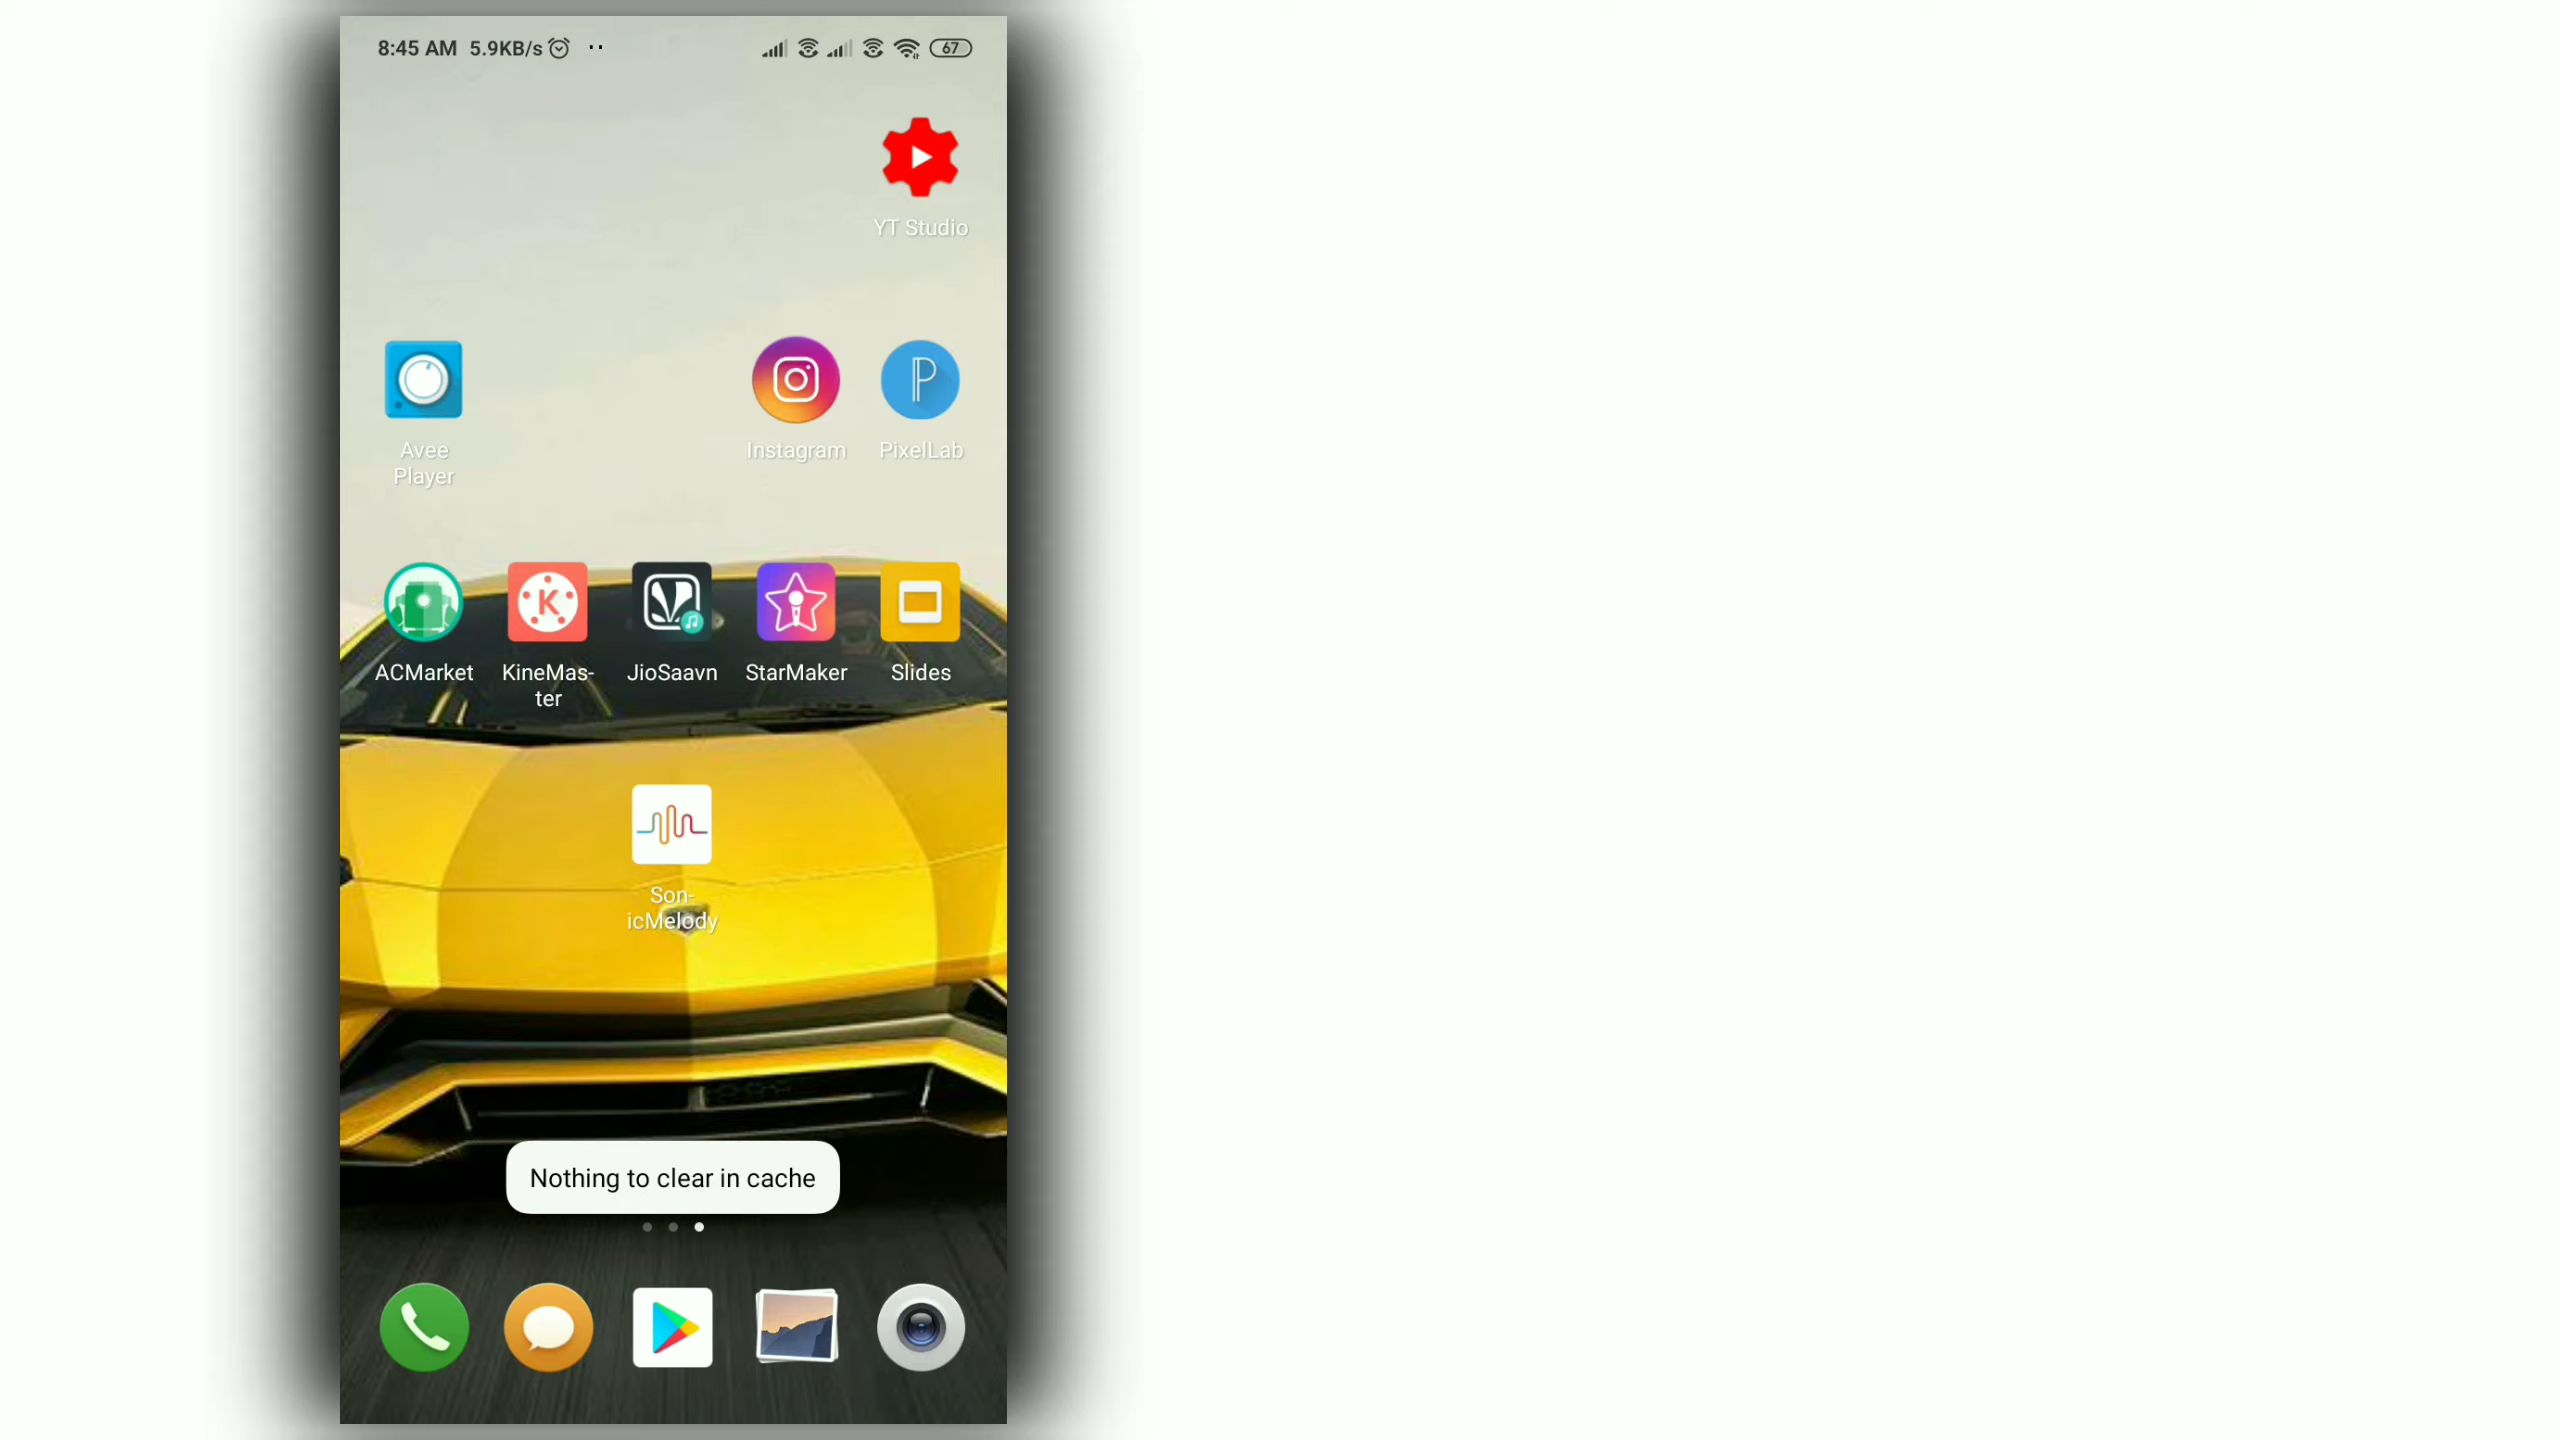 8:45 AM 5.9KB/s
67
YT Studio
Avee
Player
Instagram
PixelLab
ACMarket
KineMas-
ter
JioSaavn
StarMaker
Slides
Son-
icMelody
Nothing to clear in cache